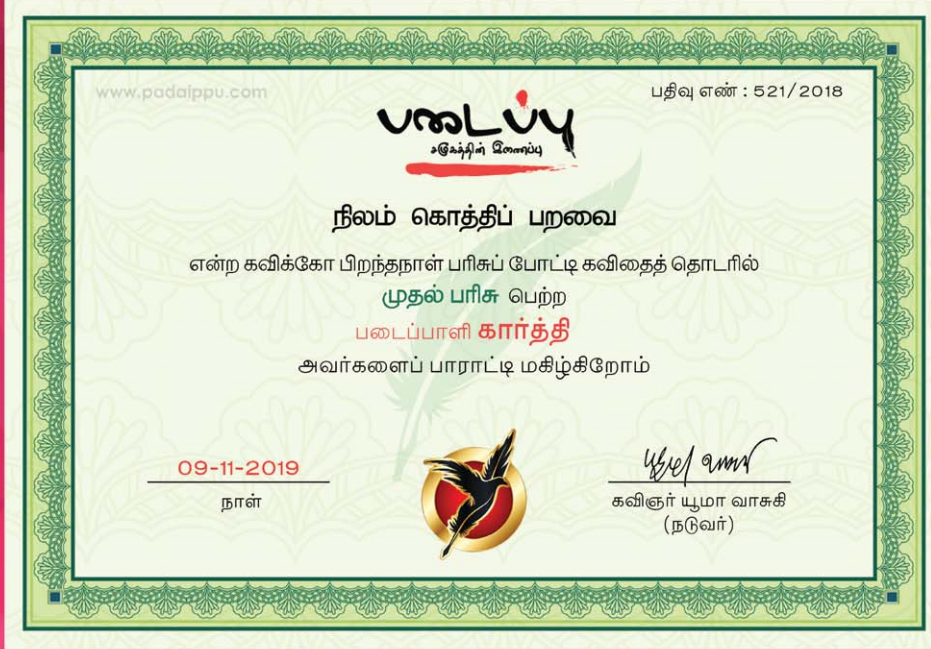 www.padaippu.com
பதிவு எண் : 521/2018
படைப்பு
சமூகத்தின் இணைப்பு
நிலம் கொத்திப் பறவை
என்ற கவிக்கோ பிறந்தநாள் பரிசுப் போட்டி கவிதைத் தொடரில்
முதல் பரிசு பெற்ற
படைப்பாளி கார்த்தி
அவர்களைப் பாராட்டி மகிழ்கிறோம்
09-11-2019
நாள்
கவிஞர் யூமா வாசுகி
(நடுவர்)